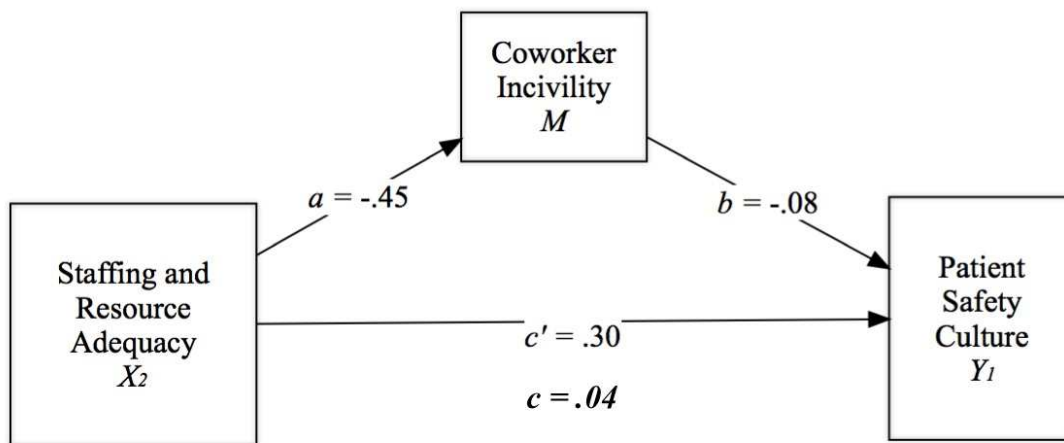 Coworker
Incivility
M
a = -.45
b = -.08
Staffing and
Resource
Adequacy
X2
c' = .30
c = .04
Patient
Safety
Culture
Y1